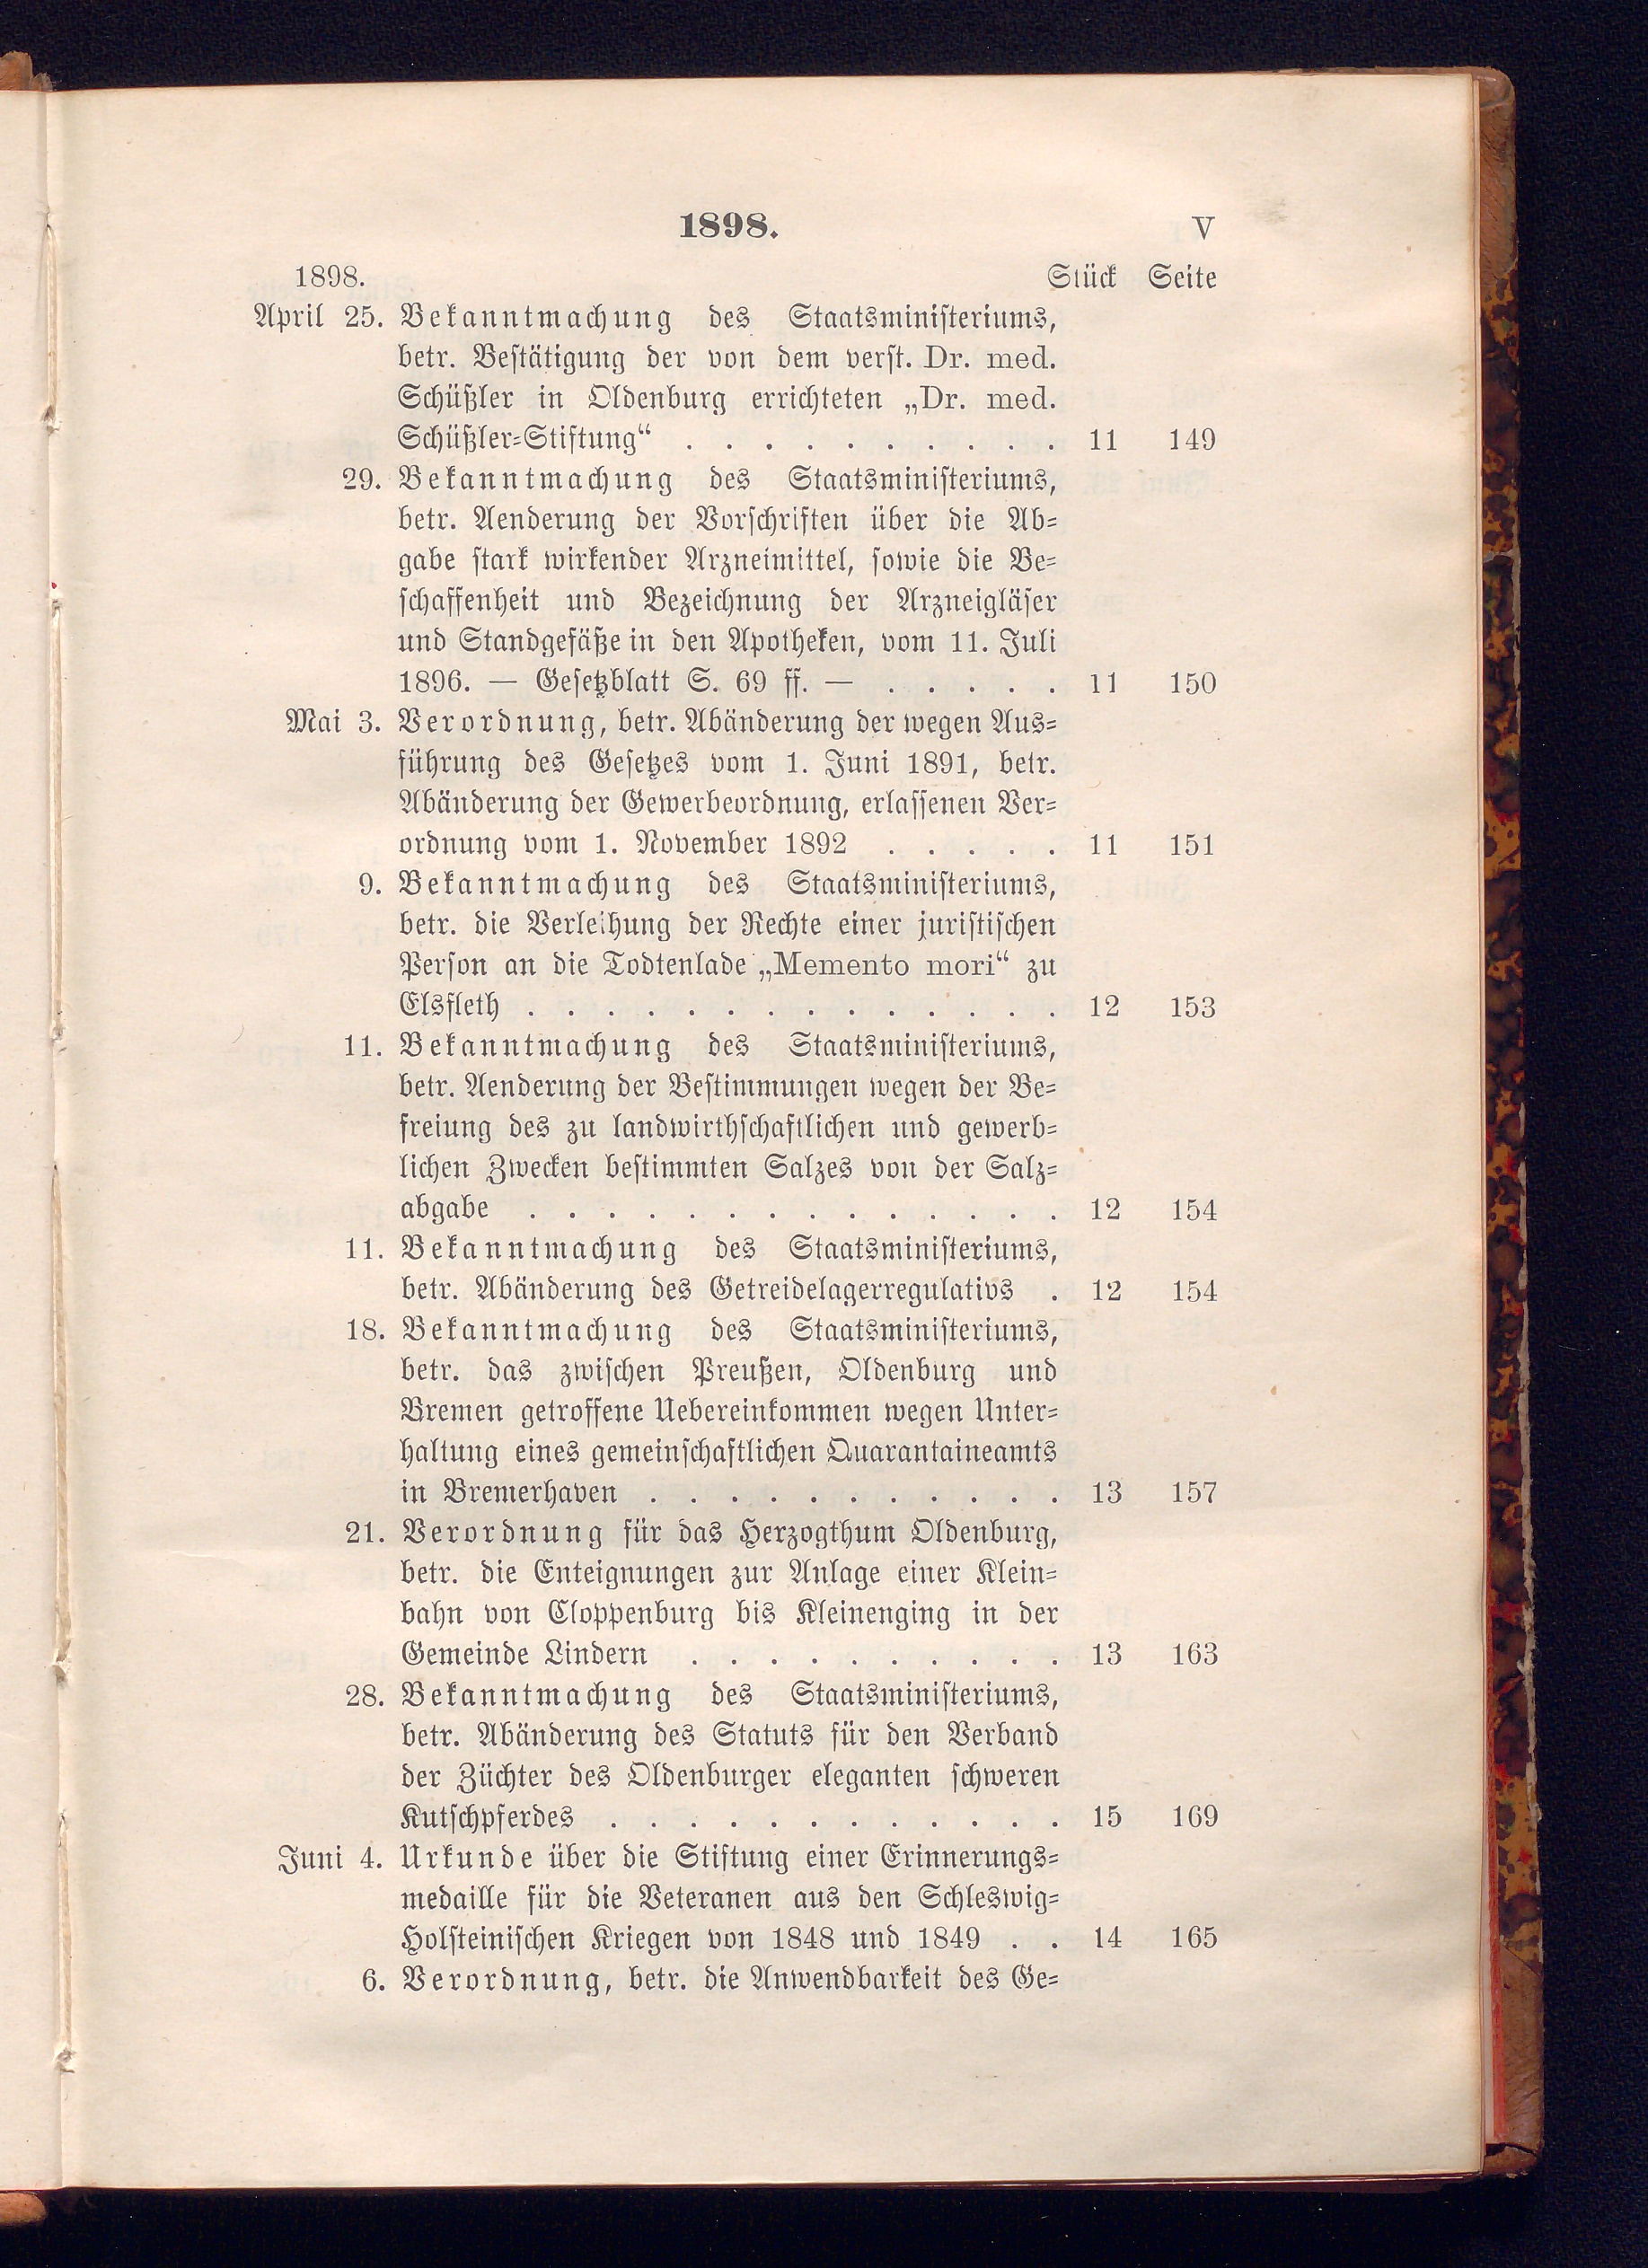 1898. V
1898. Stück Seite
April 25. Bekanntmachung des Staatsministeriums,
betr. Bestätigung der von dem verst. Dr. med.
Schüßler in Oldenburg errichteten „Dr. med.
Schüßler=Stiftung“ . . . . . . . . . . 11 149
29. Bekanntmachung des Staatsministeriums,
betr. Aenderung der Vorschriften über die Ab=
gabe stark wirkender Arzneimittel, sowie die Be=
schaffenheit und Bezeichnung der Arzneigläser
und Standgefäße in den Apotheken, vom 11. Juli
1896. — Gesetzblatt S. 69 ff. — . . . . . 11 150
Mai 3. Verordnung, betr. Abänderung der wegen Aus=
führung des Gesetzes vom 1. Juni 1891, betr.
Abänderung der Gewerbeordnung, erlassenen Ver=
ordnung vom 1. November 1892 . . . . . 11 151
9. Bekanntmachung des Staatsministeriums,
betr. die Verleihung der Rechte einer juristischen
Person an die Todtenlade „Memento mori“ zu
Elsfleth . . . . . . . . . . . . . . 12 153
11. Bekanntmachung des Staatsministeriums,
betr. Aenderung der Bestimmungen wegen der Be=
freiung des zu landwirthschaftlichen und gewerb=
lichen Zwecken bestimmten Salzes von der Salz=
abgabe . . . . . . . . . . . . . . 12 154
11. Bekanntmachung des Staatsministeriums,
betr. Abänderung des Getreidelagerregulativs . 12 154
18. Bekanntmachung des Staatsministeriums,
betr. das zwischen Preußen, Oldenburg und
Bremen getroffene Uebereinkommen wegen Unter=
haltung eines gemeinschaftlichen Quarantaineamts
in Bremerhaven . . . . . . . . . . . 13 157
21. Verordnung für das Herzogthum Oldenburg,
betr. die Enteignungen zur Anlage einer Klein=
bahn von Cloppenburg bis Kleinenging in der
Gemeinde Lindern . . . . . . . . . . 13 163
28. Bekanntmachung des Staatsministeriums,
betr. Abänderung des Statuts für den Verband
der Züchter des Oldenburger eleganten schweren
Kutschpferdes . . . . . . . . . . . . 15 169
Juni 4. Urkunde über die Stiftung einer Erinnerungs=
medaille für die Veteranen aus den Schleswig=
Holsteinischen Kriegen von 1848 und 1849 . . 14 165
6. Verordnung, betr. die Anwendbarkeit des Ge=